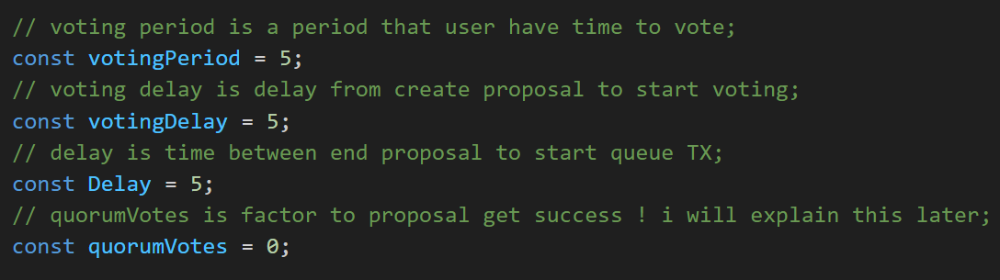 // voting period is a period that user have time to vote;
const votingPeriod = 5;
// voting delay is delay from create proposal to start voting;
const votingDelay = 5;
// delay is time between end proposal to start queue TX;
const Delay = 5;
// quorumVotes is factor to proposal get success ! i will explain this later;
const quorumVotes = 0;